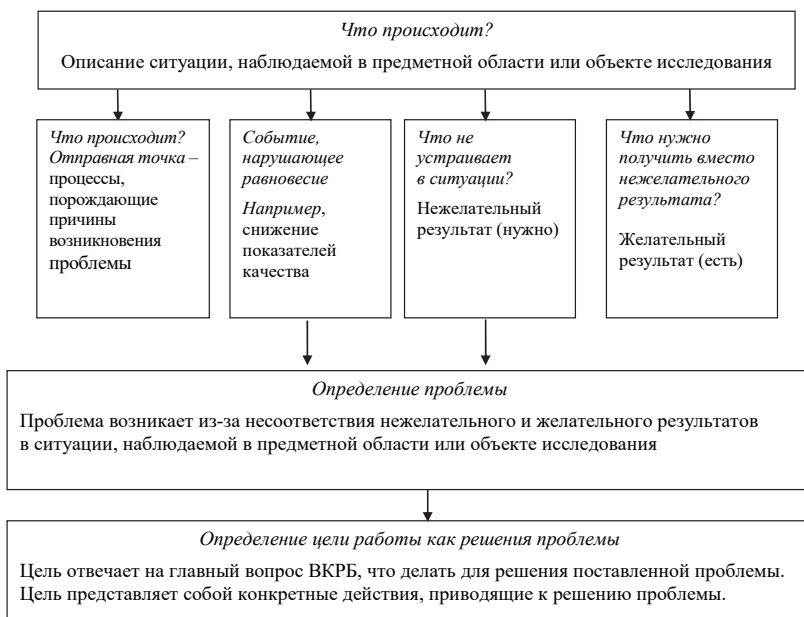 Что происходит?
Описание ситуации, наблюдаемой в предметной области или объекте исследования
Что происходит?
Отправная точка –
процессы,
порождающие
причины
возникновения
проблемы
Событие,
нарушающее
равновесие
Например,
снижение
показателей
качества
Что не
устраивает
в ситуации?
Нежелательный
результат (нужно)
Что нужно
получить вместо
нежелательного
результата?
Желательный
результат (есть)
Определение проблемы
Проблема возникает из-за несоответствия нежелательного и желательного результатов
в ситуации, наблюдаемой в предметной области или объекте исследования
Определение цели работы как решения проблемы
Цель отвечает на главный вопрос ВКРБ, что делать для решения поставленной проблемы.
Цель представляет собой конкретные действия, приводящие к решению проблемы.